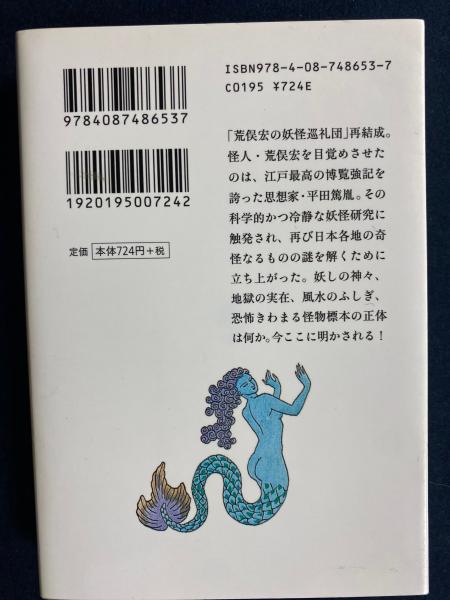 ISBN978-4-08-748653-7
C0195 ¥724E
9784087486537
1920195007242
定価 本体724円+税
「荒俣宏の妖怪巡礼団」再結成。
怪人・荒俣宏を目覚めさせた
のは、江戸最高の博覧強記を
誇った思想家・平田篤胤。その
科学的かつ冷静な妖怪研究に
触発され、再び日本各地の奇
怪なるものの謎を解くために
立ち上がった。妖しの神々、
地獄の実在、風水のふしぎ、
恐怖きわまる怪物標本の正体
は何か。今ここに明かされる！